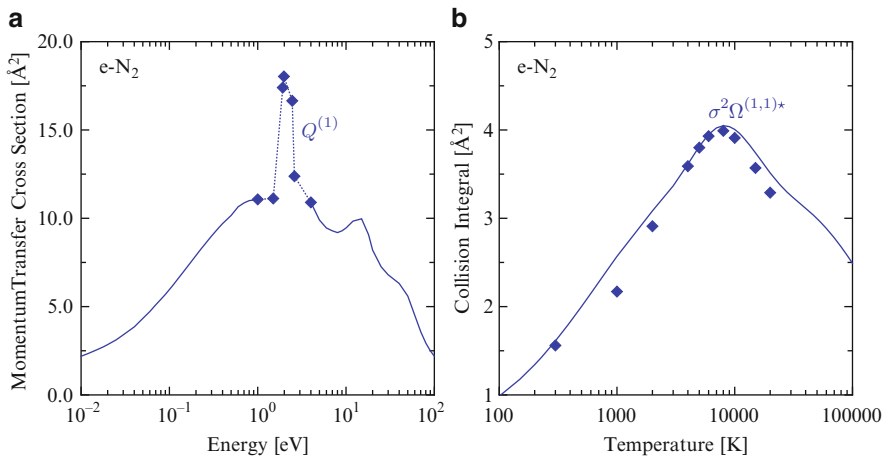 a
MomentumTransfer Cross Section [Å²]
20.0
15.0
10.0
5.0
0.0
e-N₂
Q⁽¹⁾
10⁻²
10⁻¹
10⁰
10¹
10²
Energy [eV]
b
Collision Integral [Å²]
5
4
3
2
1
e-N₂
σ²Ω⁽¹,¹⁾⋆
100
1000
10000
100000
Temperature [K]